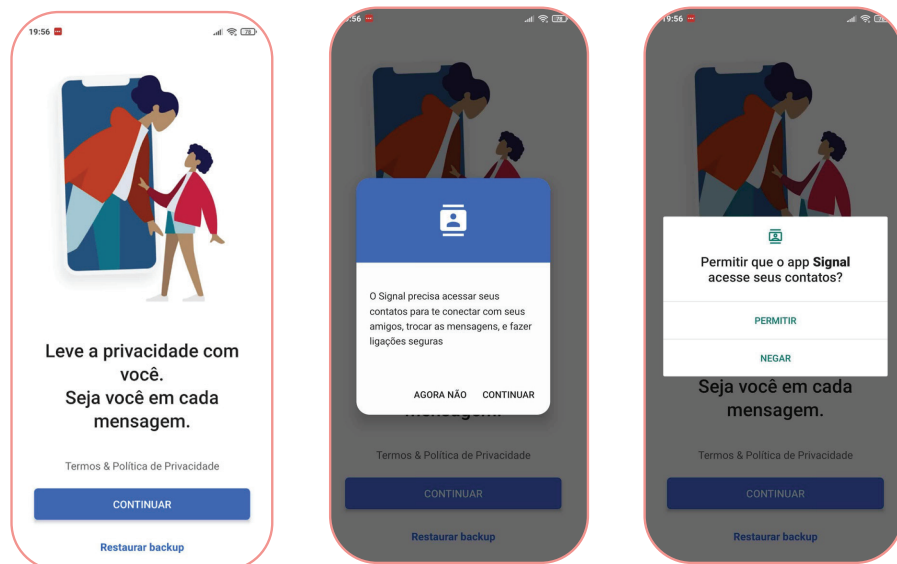 19:56
78
Leve a privacidade com
você.
Seja você em cada
mensagem.
Termos & Política de Privacidade
CONTINUAR
Restaurar backup
:56
78
O Signal precisa acessar seus
contatos para te conectar com seus
amigos, trocar as mensagens, e fazer
ligações seguras
AGORA NÃO CONTINUAR
mensagem.
Termos & Política de Privacidade
CONTINUAR
Restaurar backup
19:56
Permitir que o app Signal
acesse seus contatos?
PERMITIR
NEGAR
Seja você em cada
mensagem.
Termos & Política de Privacidade
CONTINUAR
Restaurar backup